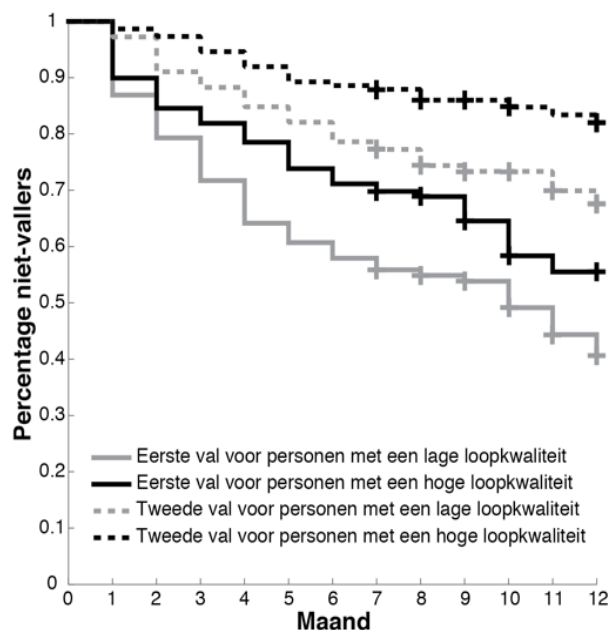 Percentage niet-vallers
1
0.9
0.8
0.7
0.6
0.5
0.4
0.3
0.2
0.1
0
Eerste val voor personen met een lage loopkwaliteit
Eerste val voor personen met een hoge loopkwaliteit
Tweede val voor personen met een lage loopkwaliteit
Tweede val voor personen met een hoge loopkwaliteit
0 1 2 3 4 5 6 7 8 9 10 11 12
Maand